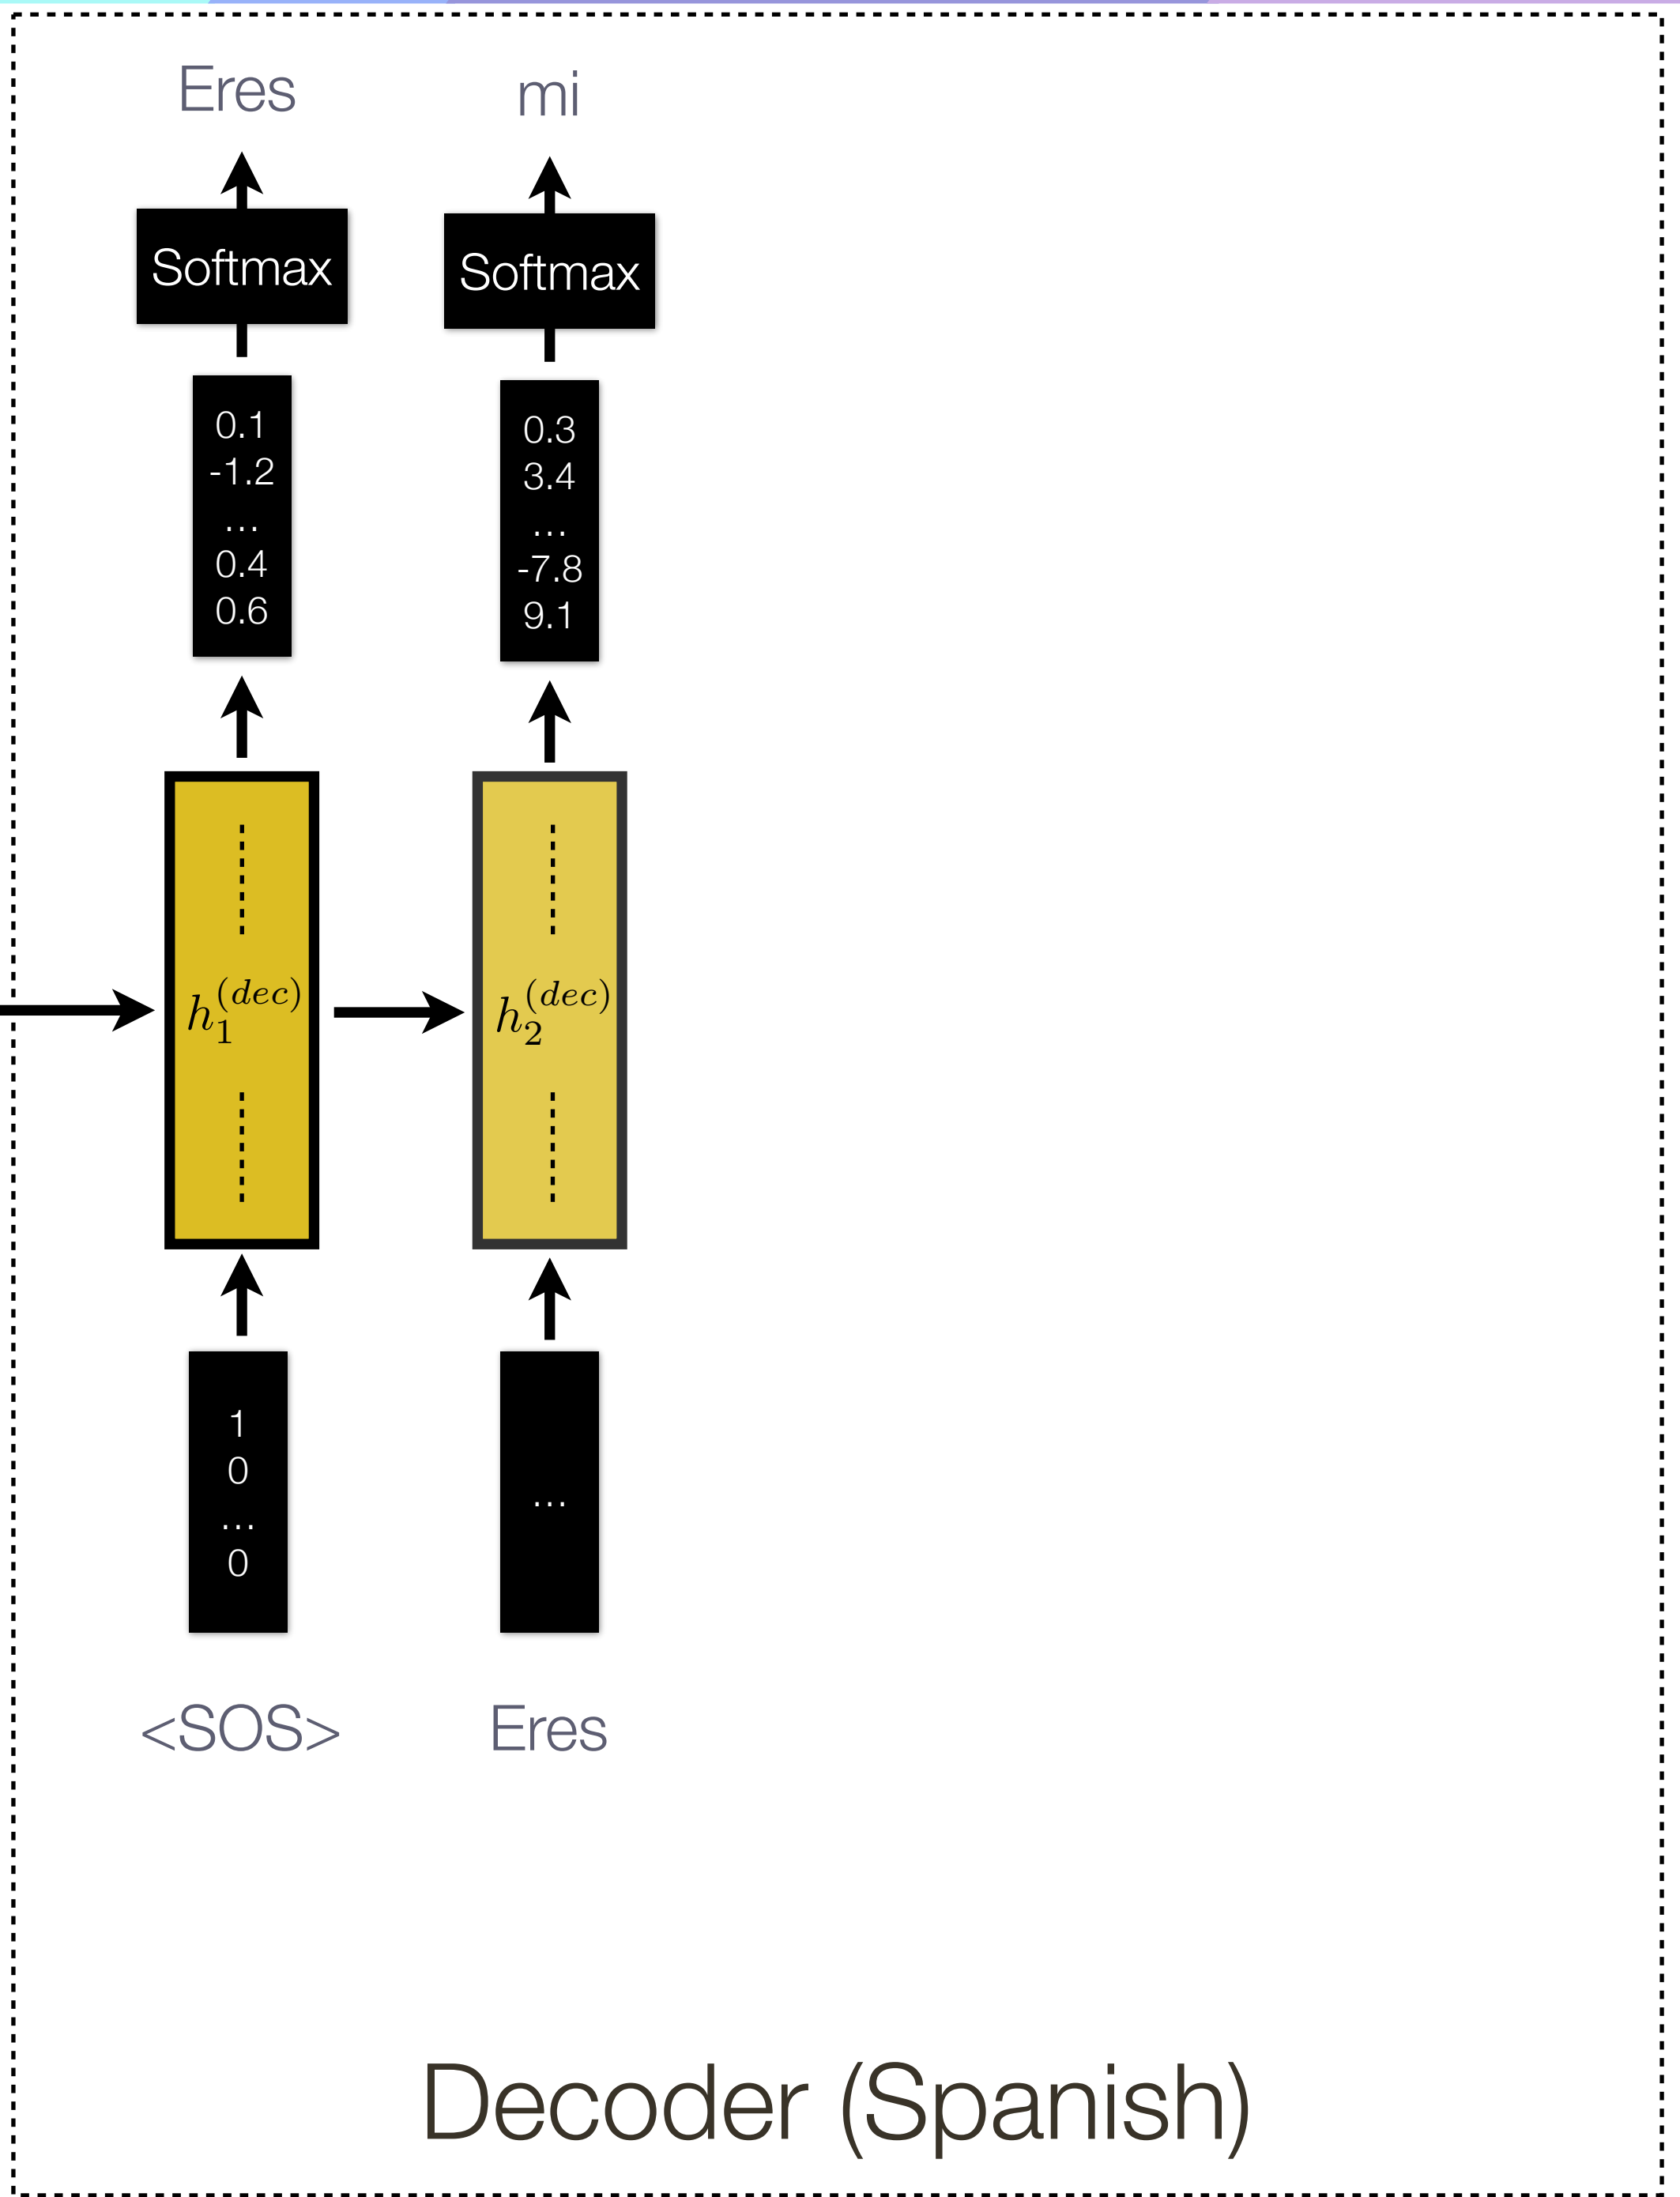 Eres
mi
Softmax
Softmax
0.1
-1.2
...
0.4
0.6
0.3
3.4
...
-7.8
9.1
h_1^{(dec)}
h_2^{(dec)}
1
0
...
0
...
<SOS>
Eres
Decoder (Spanish)